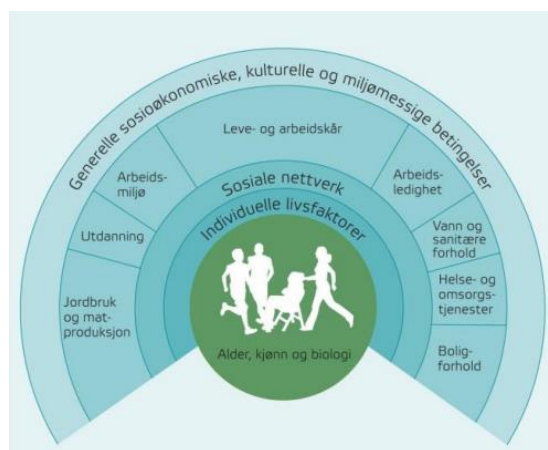 Generelle sosioøkonomiske, kulturelle og miljømessige betingelser
Leve- og arbeidskår
Arbeids-
miljø
Arbeids-
ledighet
Sosiale nettverk
Individuelle livsfaktorer
Utdanning
Vann og
sanitære
forhold
Jordbruk
og mat-
produksjon
Helse- og
omsorgs-
tjenester
Bolig-
forhold
Alder, kjønn og biologi